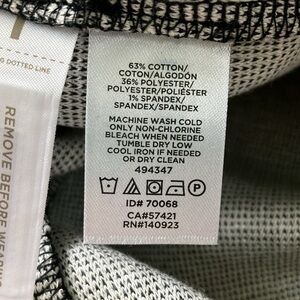 DOTTED LINE
REMOVE BEFORE WEARING
63% COTTON/
COTON/ALGODÓN
36% POLYESTER/
POLYESTER/POLIÉSTER
1% SPANDEX/
SPANDEX/SPANDEX
MACHINE WASH COLD
ONLY NON-CHLORINE
BLEACH WHEN NEEDED
TUMBLE DRY LOW
COOL IRON IF NEEDED
OR DRY CLEAN
494347
P
ID# 70068
CA#57421
RN#140923